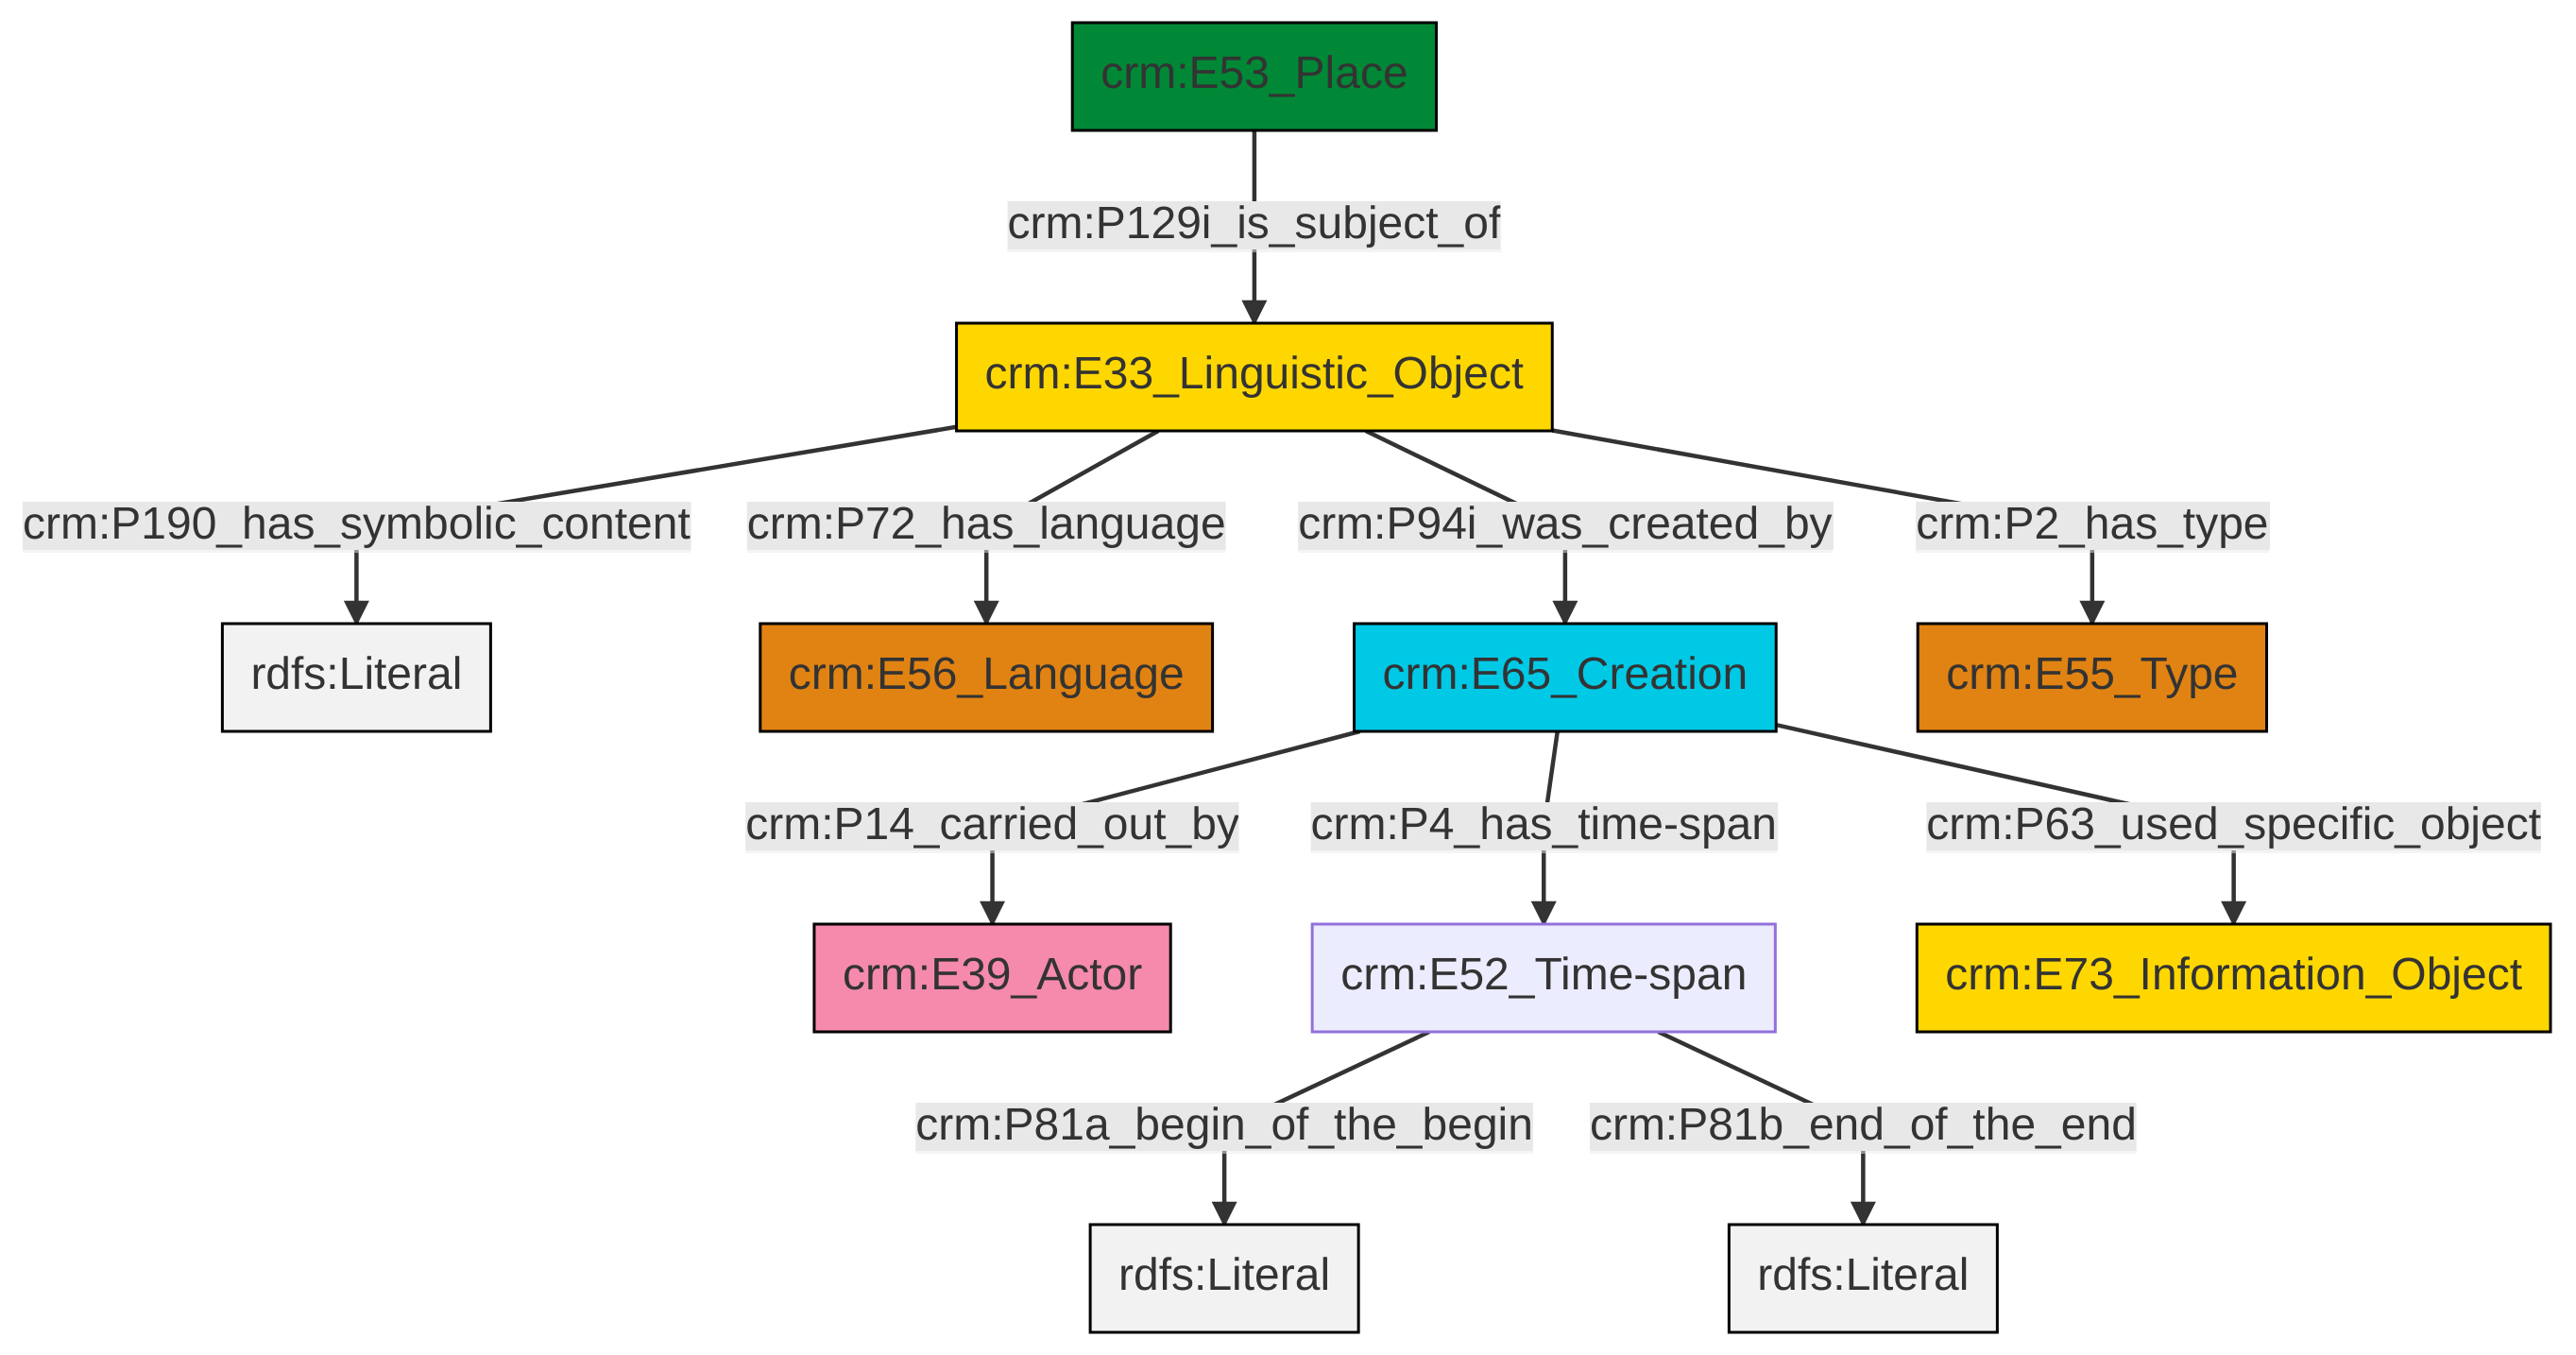 crm:E53_Place
crm:P129i_is_subject_of
crm:E33_Linguistic_Object
crm:P190_has_symbolic_content
crm:P72_has_language
crm:P94i_was_created_by
crm:P2_has_type
rdfs:Literal
crm:E56_Language
crm:E65_Creation
crm:E55_Type
crm:P14_carried_out_by
crm:P4_has_time-span
crm:P63_used_specific_object
crm:E39_Actor
crm:E52_Time-span
crm:E73_Information_Object
crm:P81a_begin_of_the_begin
crm:P81b_end_of_the_end
rdfs:Literal
rdfs:Literal